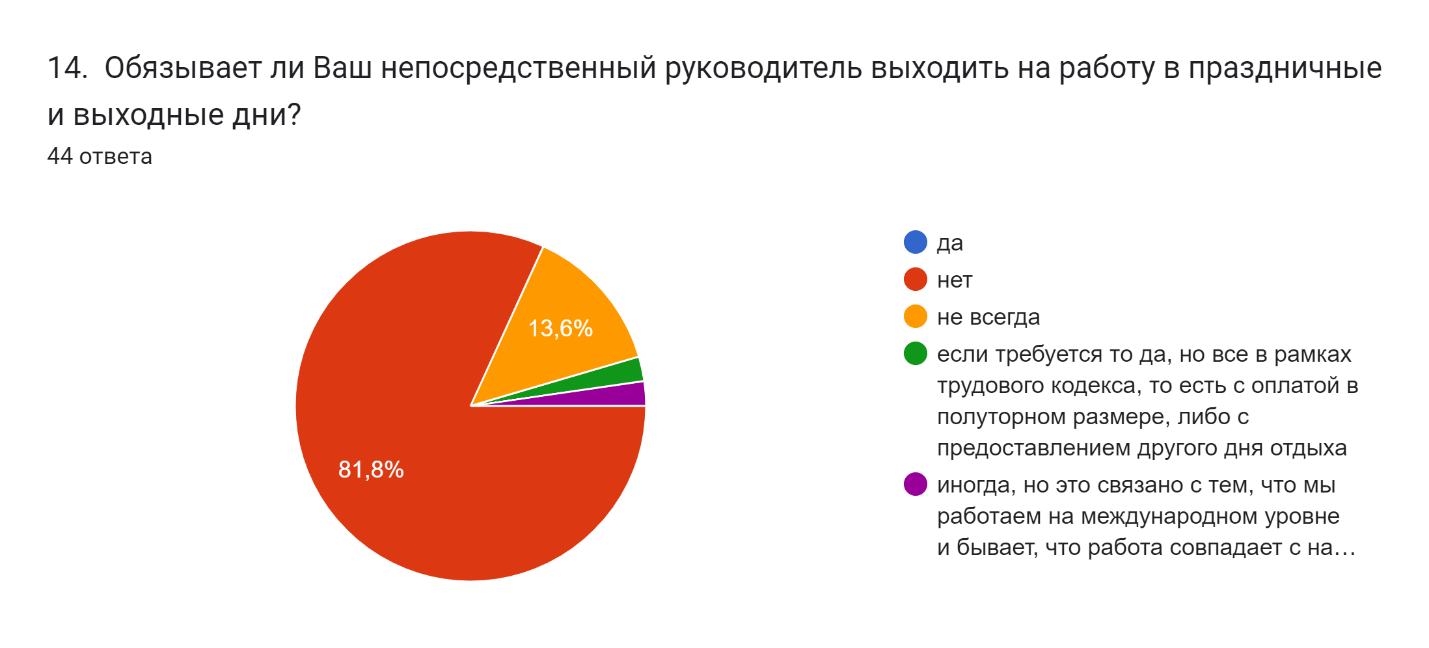 14. Обязывает ли Ваш непосредственный руководитель выходить на работу в праздничные
и выходные дни?
44 ответа
13,6%
81,8%
да
нет
не всегда
если требуется то да, но все в рамках
трудового кодекса, то есть с оплатой в
полуторном размере, либо с
предоставлением другого дня отдыха
иногда, но это связано с тем, что мы
работаем на международном уровне
и бывает, что работа совпадает с на…